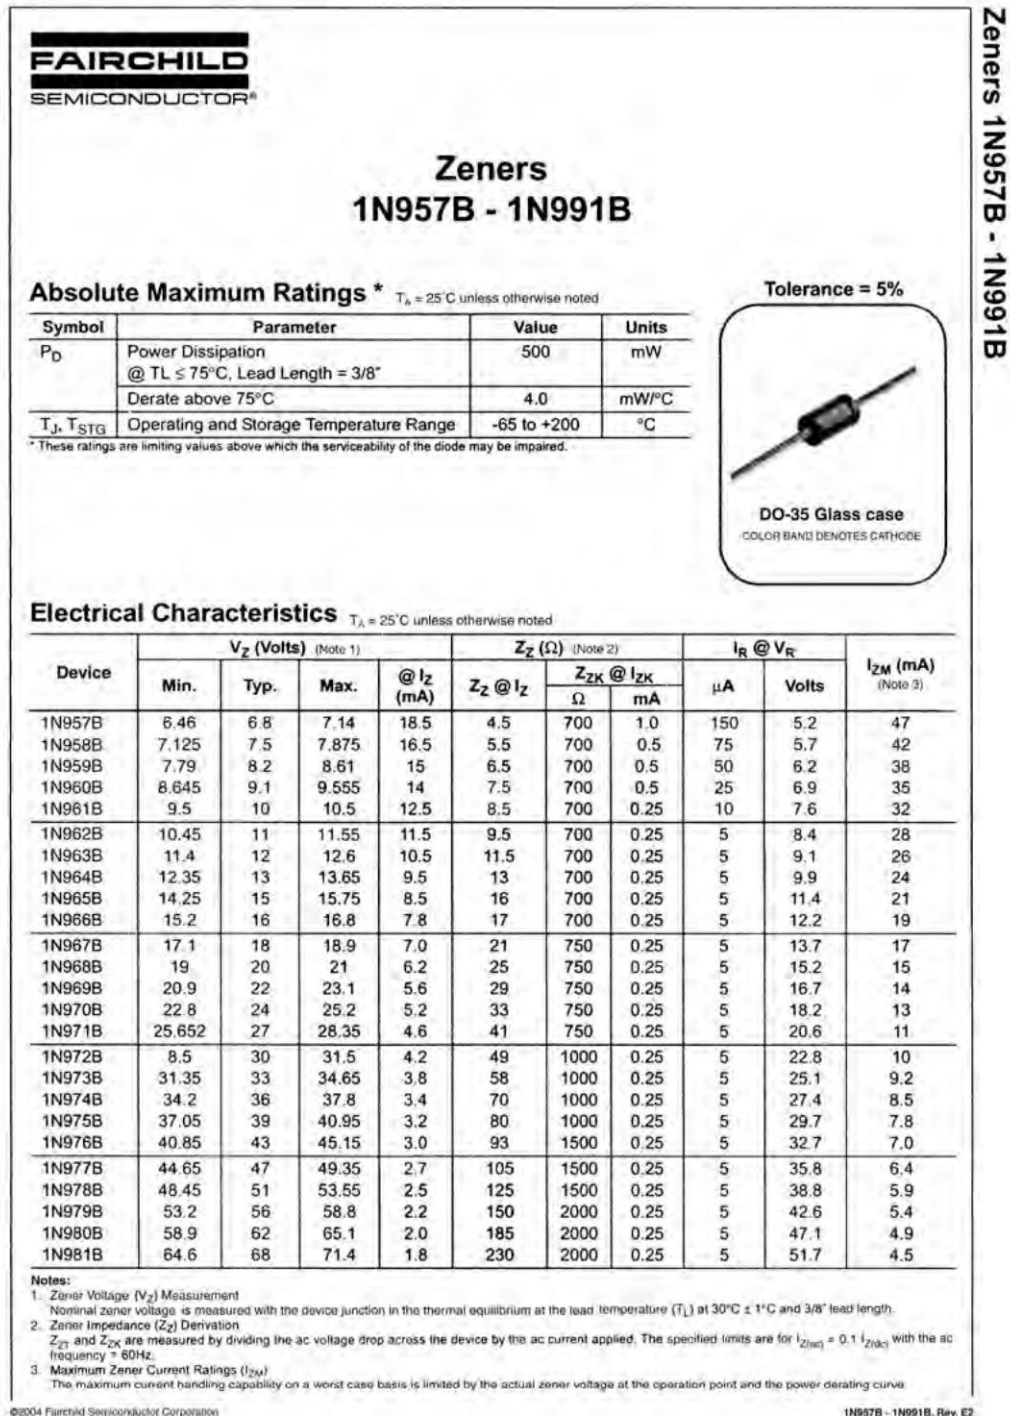 FAIRCHILD
SEMICONDUCTOR®
Zeners 1N957B - 1N991B
Zeners
1N957B - 1N991B
Absolute Maximum Ratings * TA = 25°C unless otherwise noted
Symbol Parameter Value Units
PD Power Dissipation 500 mW
@ TL ≤ 75°C, Lead Length = 3/8"
Derate above 75°C 4.0 mW/°C
TJ, TSTG Operating and Storage Temperature Range -65 to +200 °C
* These ratings are limiting values above which the serviceability of the diode may be impaired.
Tolerance = 5%
DO-35 Glass case
COLOR BAND DENOTES CATHODE
Electrical Characteristics TA = 25°C unless otherwise noted
Device VZ (Volts) (Note 1) ZZ (Ω) (Note 2) IR @ VR IZM (mA) (Note 3)
Min. Typ. Max. @ IZ (mA) ZZ @ IZ ZZK @ IZK µA Volts
Ω mA
1N957B 6.46 6.8 7.14 18.5 4.5 700 1.0 150 5.2 47
1N958B 7.125 7.5 7.875 16.5 5.5 700 0.5 75 5.7 42
1N959B 7.79 8.2 8.61 15 6.5 700 0.5 50 6.2 38
1N960B 8.645 9.1 9.555 14 7.5 700 0.5 25 6.9 35
1N961B 9.5 10 10.5 12.5 8.5 700 0.25 10 7.6 32
1N962B 10.45 11 11.55 11.5 9.5 700 0.25 5 8.4 28
1N963B 11.4 12 12.6 10.5 11.5 700 0.25 5 9.1 26
1N964B 12.35 13 13.65 9.5 13 700 0.25 5 9.9 24
1N965B 14.25 15 15.75 8.5 16 700 0.25 5 11.4 21
1N966B 15.2 16 16.8 7.8 17 700 0.25 5 12.2 19
1N967B 17.1 18 18.9 7.0 21 750 0.25 5 13.7 17
1N968B 19 20 21 6.2 25 750 0.25 5 15.2 15
1N969B 20.9 22 23.1 5.6 29 750 0.25 5 16.7 14
1N970B 22.8 24 25.2 5.2 33 750 0.25 5 18.2 13
1N971B 25.652 27 28.35 4.6 41 750 0.25 5 20.6 11
1N972B 8.5 30 31.5 4.2 49 1000 0.25 5 22.8 10
1N973B 31.35 33 34.65 3.8 58 1000 0.25 5 25.1 9.2
1N974B 34.2 36 37.8 3.4 70 1000 0.25 5 27.4 8.5
1N975B 37.05 39 40.95 3.2 80 1000 0.25 5 29.7 7.8
1N976B 40.85 43 45.15 3.0 93 1500 0.25 5 32.7 7.0
1N977B 44.65 47 49.35 2.7 105 1500 0.25 5 35.8 6.4
1N978B 48.45 51 53.55 2.5 125 1500 0.25 5 38.8 5.9
1N979B 53.2 56 58.8 2.2 150 2000 0.25 5 42.6 5.4
1N980B 58.9 62 65.1 2.0 185 2000 0.25 5 47.1 4.9
1N981B 64.6 68 71.4 1.8 230 2000 0.25 5 51.7 4.5
Notes:
1. Zener Voltage (VZ) Measurement
Nominal zener voltage is measured with the device junction in the thermal equilibrium at the lead temperature (TL) at 30°C ± 1°C and 3/8" lead length.
2. Zener Impedance (ZZ) Derivation
ZZT and ZZK are measured by dividing the ac voltage drop across the device by the ac current applied. The specified limits are for IZ(ac) = 0.1 IZ(dc) with the ac
frequency = 60Hz.
3. Maximum Zener Current Ratings (IZM)
The maximum current handling capability on a worst case basis is limited by the actual zener voltage at the operation point and the power derating curve.
©2004 Fairchild Semiconductor Corporation
1N957B - 1N991B, Rev. E2